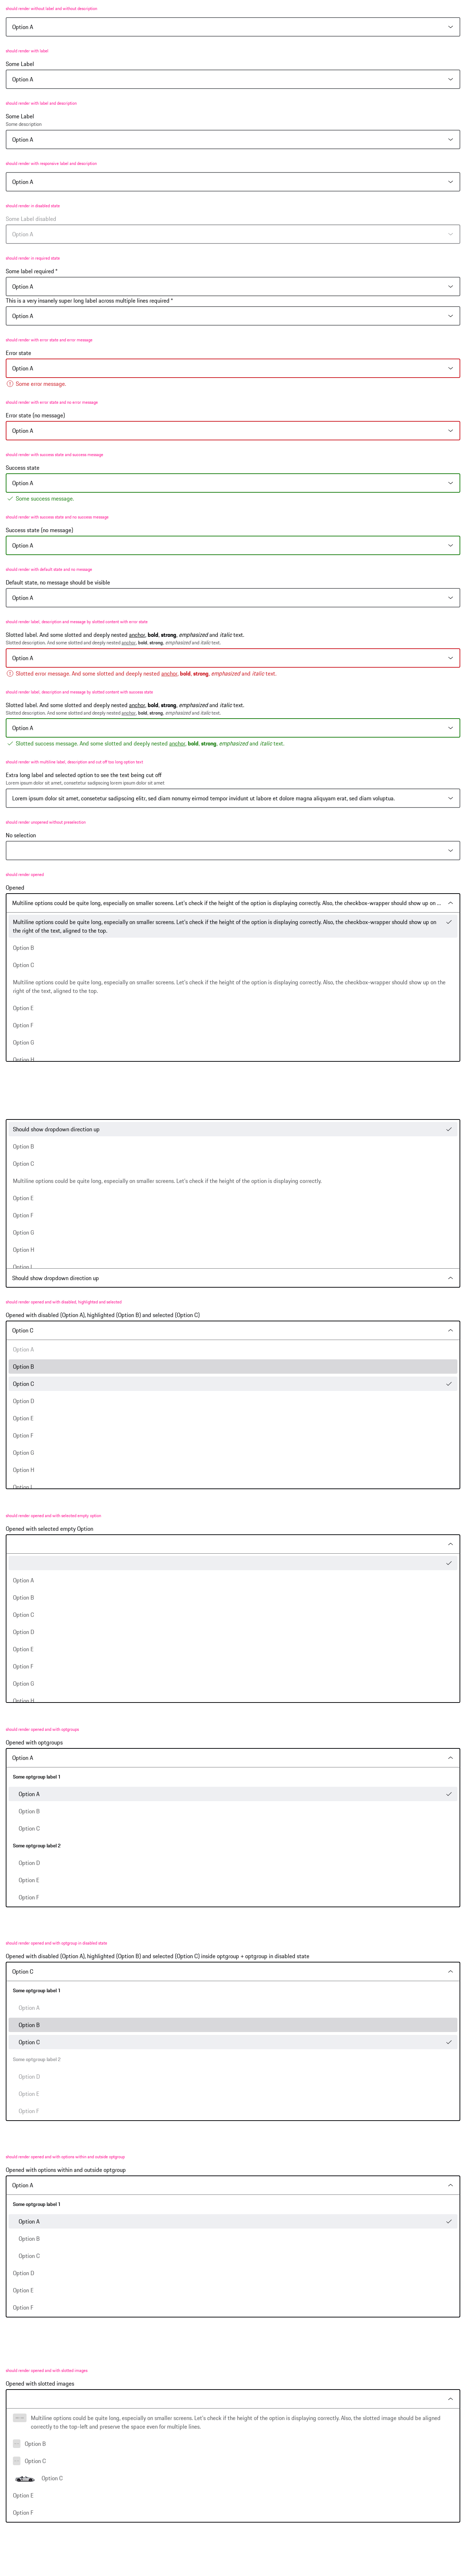 should render without label and without description
Option A
should render with label
Some Label
Option A
should render with label and description
Some Label
Some description
Option A
should render with responsive label and description
Option A
should render in disabled state
Some Label disabled
Option A
should render in required state
Some label required *
Option A
This is a very insanely super long label across multiple lines required *
Option A
should render with error state and error message
Error state
Option A
Some error message.
should render with error state and no error message
Error state (no message)
Option A
should render with success state and success message
Success state
Option A
Some success message.
should render with success state and no success message
Success state (no message)
Option A
should render with default state and no message
Default state, no message should be visible
Option A
should render label, description and message by slotted content with error state
Slotted label. And some slotted and deeply nested anchor, bold, strong, emphasized and italic text.
Slotted description. And some slotted and deeply nested anchor, bold, strong, emphasized and italic text.
Option A
Slotted error message. And some slotted and deeply nested anchor, bold, strong, emphasized and italic text.
should render label, description and message by slotted content with success state
Slotted label. And some slotted and deeply nested anchor, bold, strong, emphasized and italic text.
Slotted description. And some slotted and deeply nested anchor, bold, strong, emphasized and italic text.
Option A
Slotted success message. And some slotted and deeply nested anchor, bold, strong, emphasized and italic text.
should render with multiline label, description and cut off too long option text
Extra long label and selected option to see the text being cut off
Lorem ipsum dolor sit amet, consetetur sadipscing lorem ipsum dolor sit amet
Lorem ipsum dolor sit amet, consetetur sadipscing elitr, sed diam nonumy eirmod tempor invidunt ut labore et dolore magna aliquyam erat, sed diam voluptua.
should render unopened without preselection
No selection
should render opened
Opened
Multiline options could be quite long, especially on smaller screens. Let's check if the height of the option is displaying correctly. Also, the checkbox-wrapper should show up on ...
Multiline options could be quite long, especially on smaller screens. Let's check if the height of the option is displaying correctly. Also, the checkbox-wrapper should show up on
the right of the text, aligned to the top.
Option B
Option C
Multiline options could be quite long, especially on smaller screens. Let's check if the height of the option is displaying correctly. Also, the checkbox-wrapper should show up on the
right of the text, aligned to the top.
Option E
Option F
Option G
Option H
Should show dropdown direction up
Option B
Option C
Multiline options could be quite long, especially on smaller screens. Let's check if the height of the option is displaying correctly.
Option E
Option F
Option G
Option H
Option I
Should show dropdown direction up
should render opened and with disabled, highlighted and selected
Opened with disabled (Option A), highlighted (Option B) and selected (Option C)
Option C
Option A
Option B
Option C
Option D
Option E
Option F
Option G
Option H
Option I
should render opened and with selected empty option
Opened with selected empty Option
Option A
Option B
Option C
Option D
Option E
Option F
Option G
Option H
should render opened and with optgroups
Opened with optgroups
Option A
Some optgroup label 1
Option A
Option B
Option C
Some optgroup label 2
Option D
Option E
Option F
should render opened and with optgroup in disabled state
Opened with disabled (Option A), highlighted (Option B) and selected (Option C) inside optgroup + optgroup in disabled state
Option C
Some optgroup label 1
Option A
Option B
Option C
Some optgroup label 2
Option D
Option E
Option F
should render opened and with options within and outside optgroup
Opened with options within and outside optgroup
Option A
Some optgroup label 1
Option A
Option B
Option C
Option D
Option E
Option F
should render opened and with slotted images
Opened with slotted images
Multiline options could be quite long, especially on smaller screens. Let's check if the height of the option is displaying correctly. Also, the slotted image should be aligned
correctly to the top-left and preserve the space even for multiple lines.
Option B
Option C
Option C
Option E
Option F